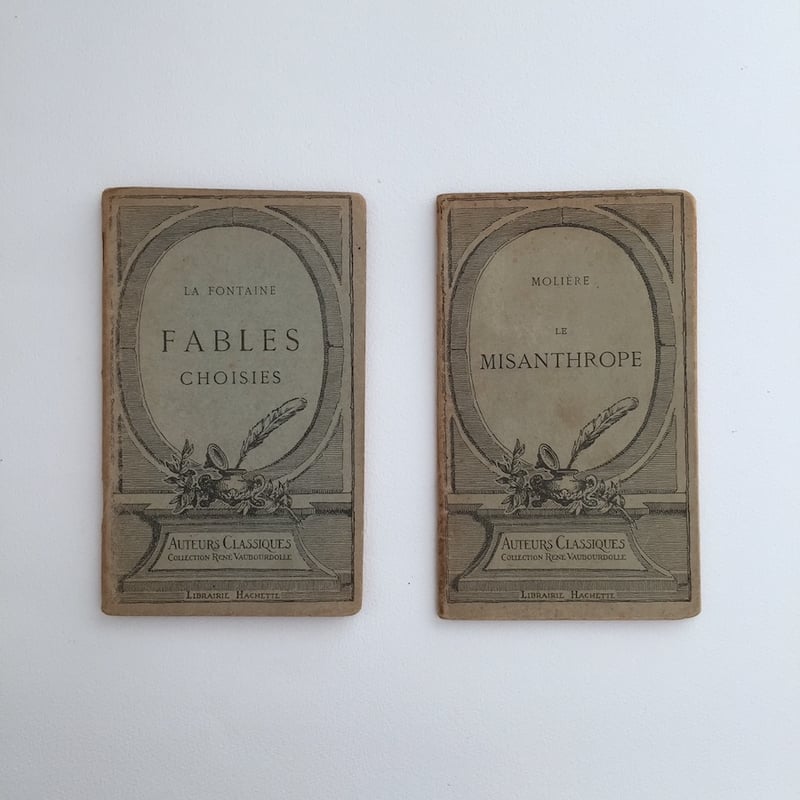 LA FONTAINE
FABLES
CHOISIES
AUTEURS CLASSIQUES
COLLECTION RENÉ VAUBOURDOLLE
LIBRAIRIE HACHETTE
MOLIÈRE
LE
MISANTHROPE
AUTEURS CLASSIQUES
COLLECTION RENÉ VAUBOURDOLLE
LIBRAIRIE HACHETTE